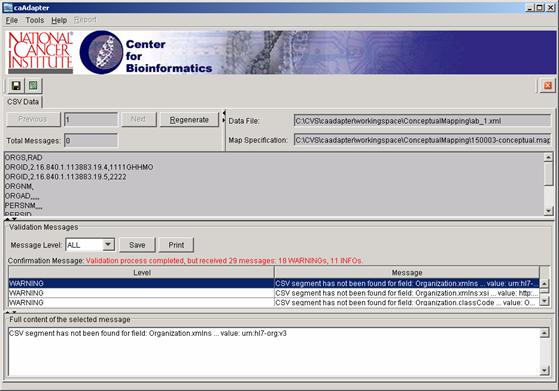 caAdapter
File Tools Help Report
NATIONAL
CANCER
INSTITUTE
Center
for
Bioinformatics
CSV Data
Previous 1 Next Regenerate
Data File: C:\CVS\caadapter\workingspace\ConceptualMapping\ab_1.xml
Total Messages: 0
Map Specification: C:\CVS\caadapter\workingspace\ConceptualMapping\150003-conceptual.map
ORGS,RAD
ORGID,2.16.840.1.113883.19.4,1111GHHMO
ORGID,2.16.840.1.113883.19.5,2222
ORGNM,
ORGAD,,,,,
PERSNM,,,,
PERSID
Validation Messages
Message Level: ALL Save Print
Confirmation Message: Validation process completed, but received 29 messages: 18 WARNINGs, 11 INFOs.
Level Message
WARNING CSV segment has not been found for field: Organization.xmlns ... value: urn:hl7-...
WARNING CSV segment has not been found for field: Organization.xmlns:xsi ... value: http:...
WARNING CSV segment has not been found for field: Organization.classCode ... value: O...
Full content of the selected message
CSV segment has not been found for field: Organization.xmlns ... value: urn:hl7-org:v3